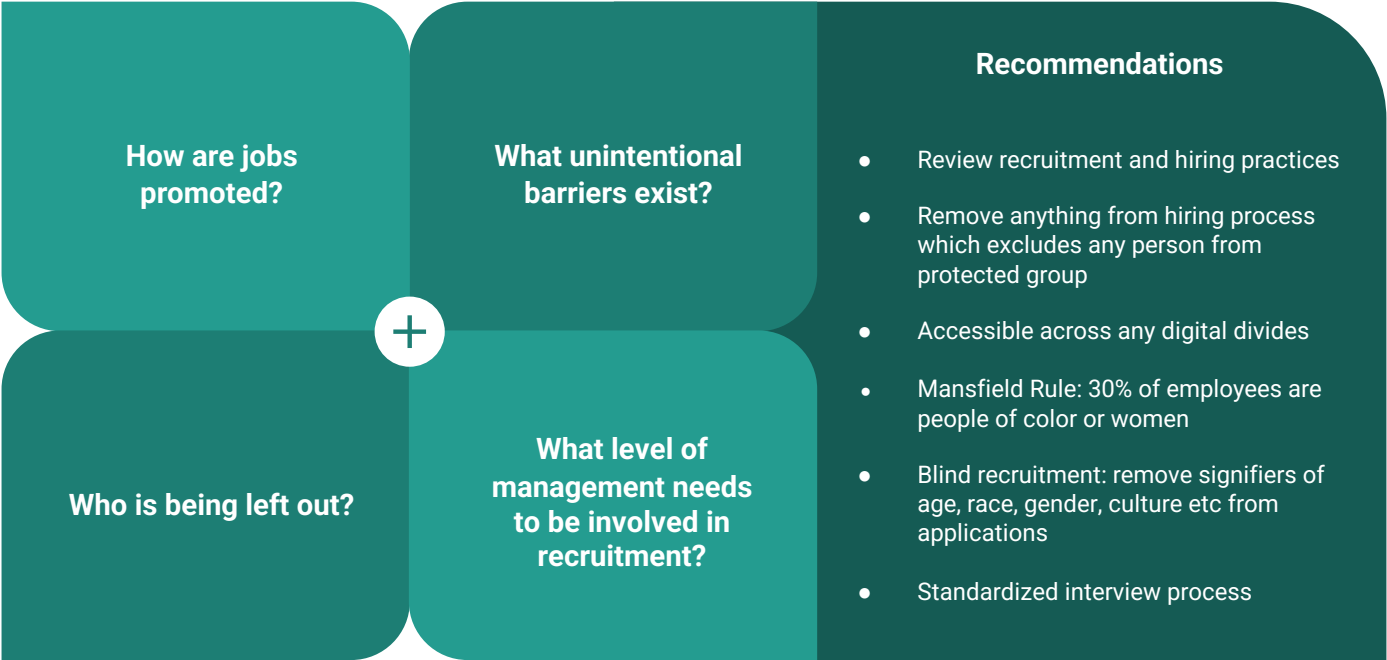 How are jobs
promoted?
What unintentional
barriers exist?
Who is being left out?
What level of
management needs
to be involved in
recruitment?
Recommendations
● Review recruitment and hiring practices
● Remove anything from hiring process
which excludes any person from
protected group
● Accessible across any digital divides
● Mansfield Rule: 30% of employees are
people of color or women
● Blind recruitment: remove signifiers of
age, race, gender, culture etc from
applications
● Standardized interview process